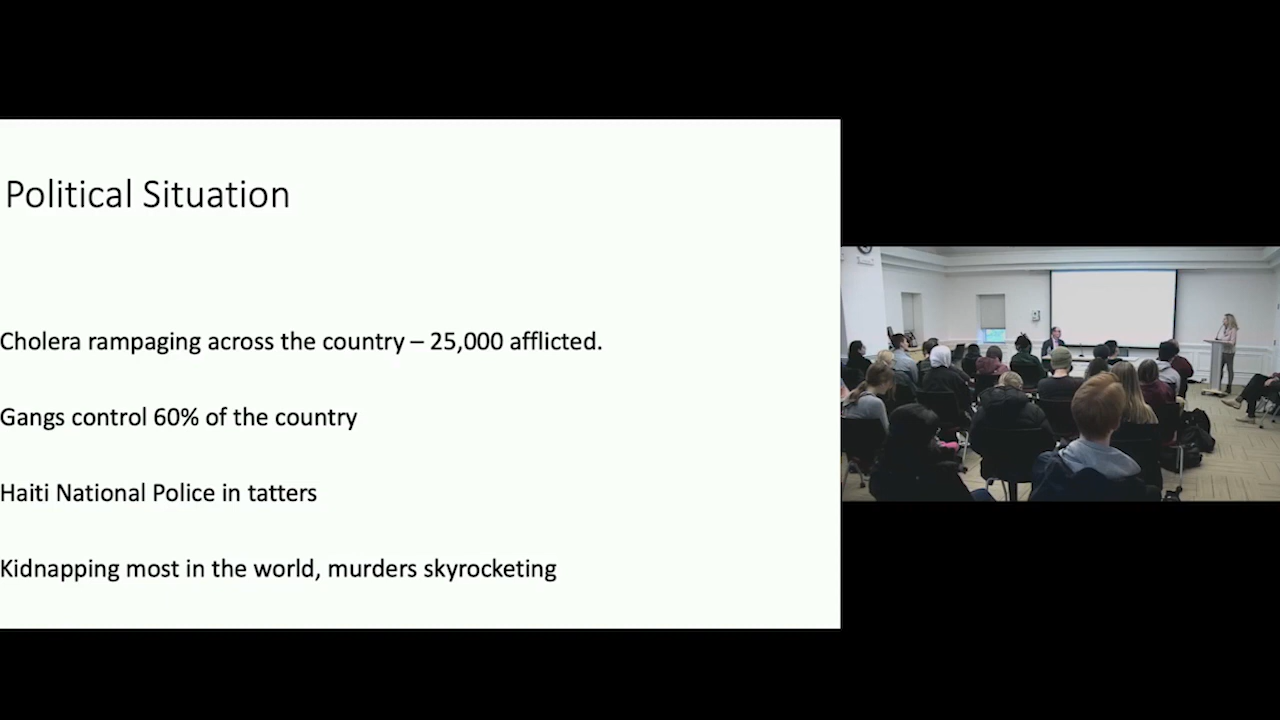 Political Situation
Cholera rampaging across the country – 25,000 afflicted.
Gangs control 60% of the country
Haiti National Police in tatters
Kidnapping most in the world, murders skyrocketing